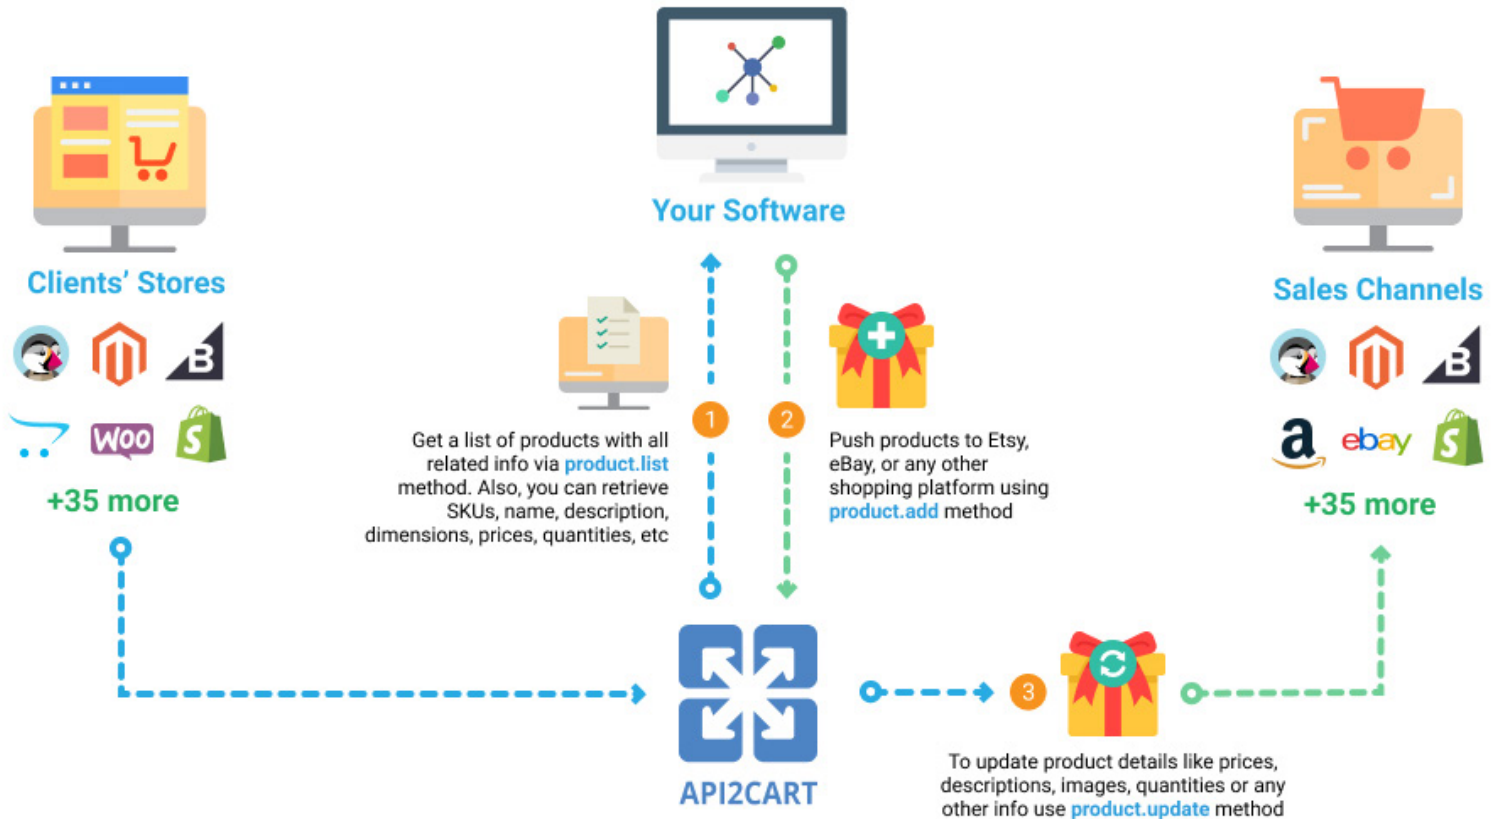 Your Software
Clients’ Stores
Sales Channels
B
B
WOO
S
a
ebay
S
+35 more
+35 more
1
2
Get a list of products with all
related info via product.list
method. Also, you can retrieve
SKUs, name, description,
dimensions, prices, quantities, etc
Push products to Etsy,
eBay, or any other
shopping platform using
product.add method
3
API2CART
To update product details like prices,
descriptions, images, quantities or any
other info use product.update method